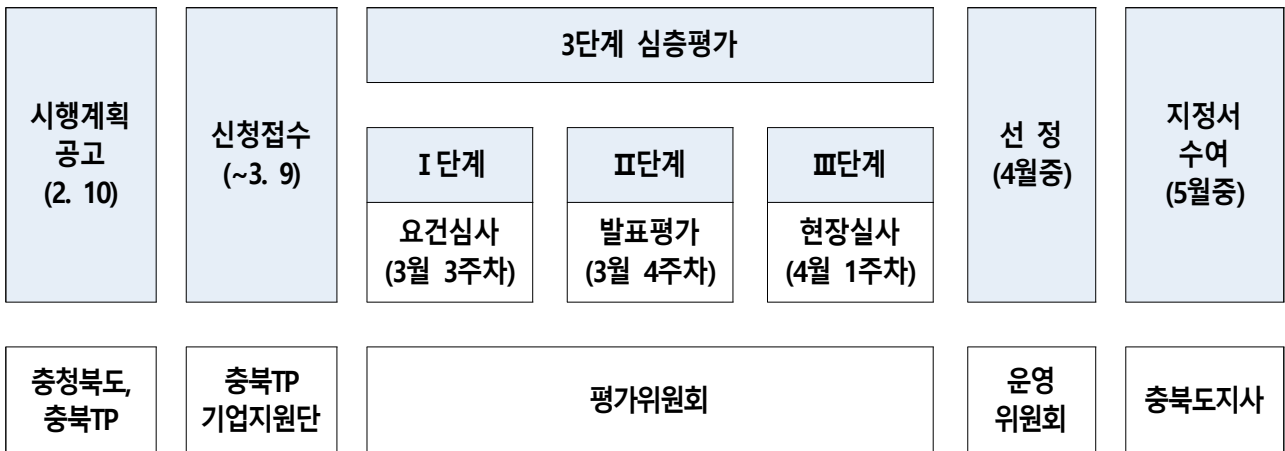 시행계획
공고
(2. 10)
신청접수
(~3. 9)
3단계 심층평가
Ⅰ단계
요건심사
(3월 3주차)
Ⅱ단계
발표평가
(3월 4주차)
Ⅲ단계
현장실사
(4월 1주차)
선 정
(4월중)
지정서
수여
(5월중)
충청북도,
충북TP
충북TP
기업지원단
평가위원회
운영
위원회
충북도지사